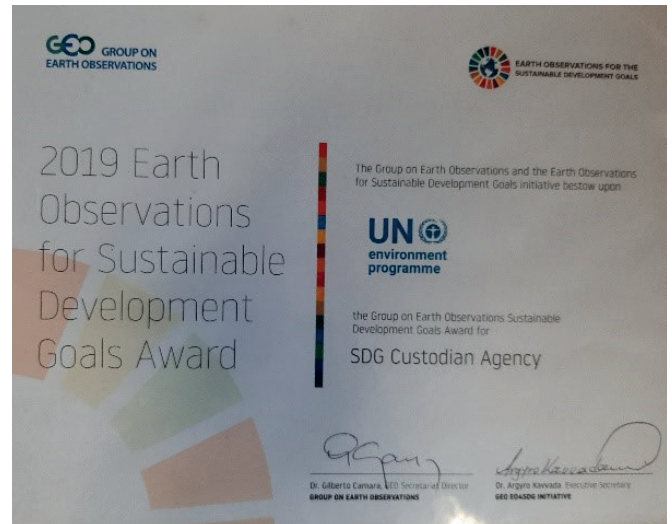 GEO GROUP ON
EARTH OBSERVATIONS
EARTH OBSERVATIONS FOR THE
SUSTAINABLE DEVELOPMENT GOALS
2019 Earth
Observations
for Sustainable
Development
Goals Award
The Group on Earth Observations and the Earth Observations
for Sustainable Development Goals initiative bestow upon
UN
environment
programme
the Group on Earth Observations Sustainable
Development Goals Award for
SDG Custodian Agency
Argyro Kavvada
Dr. Gilberto Camara, GEO Secretariat Director
GROUP ON EARTH OBSERVATIONS
Dr. Argyro Kavvada Executive Secretary
GEO EO4SDG INITIATIVE